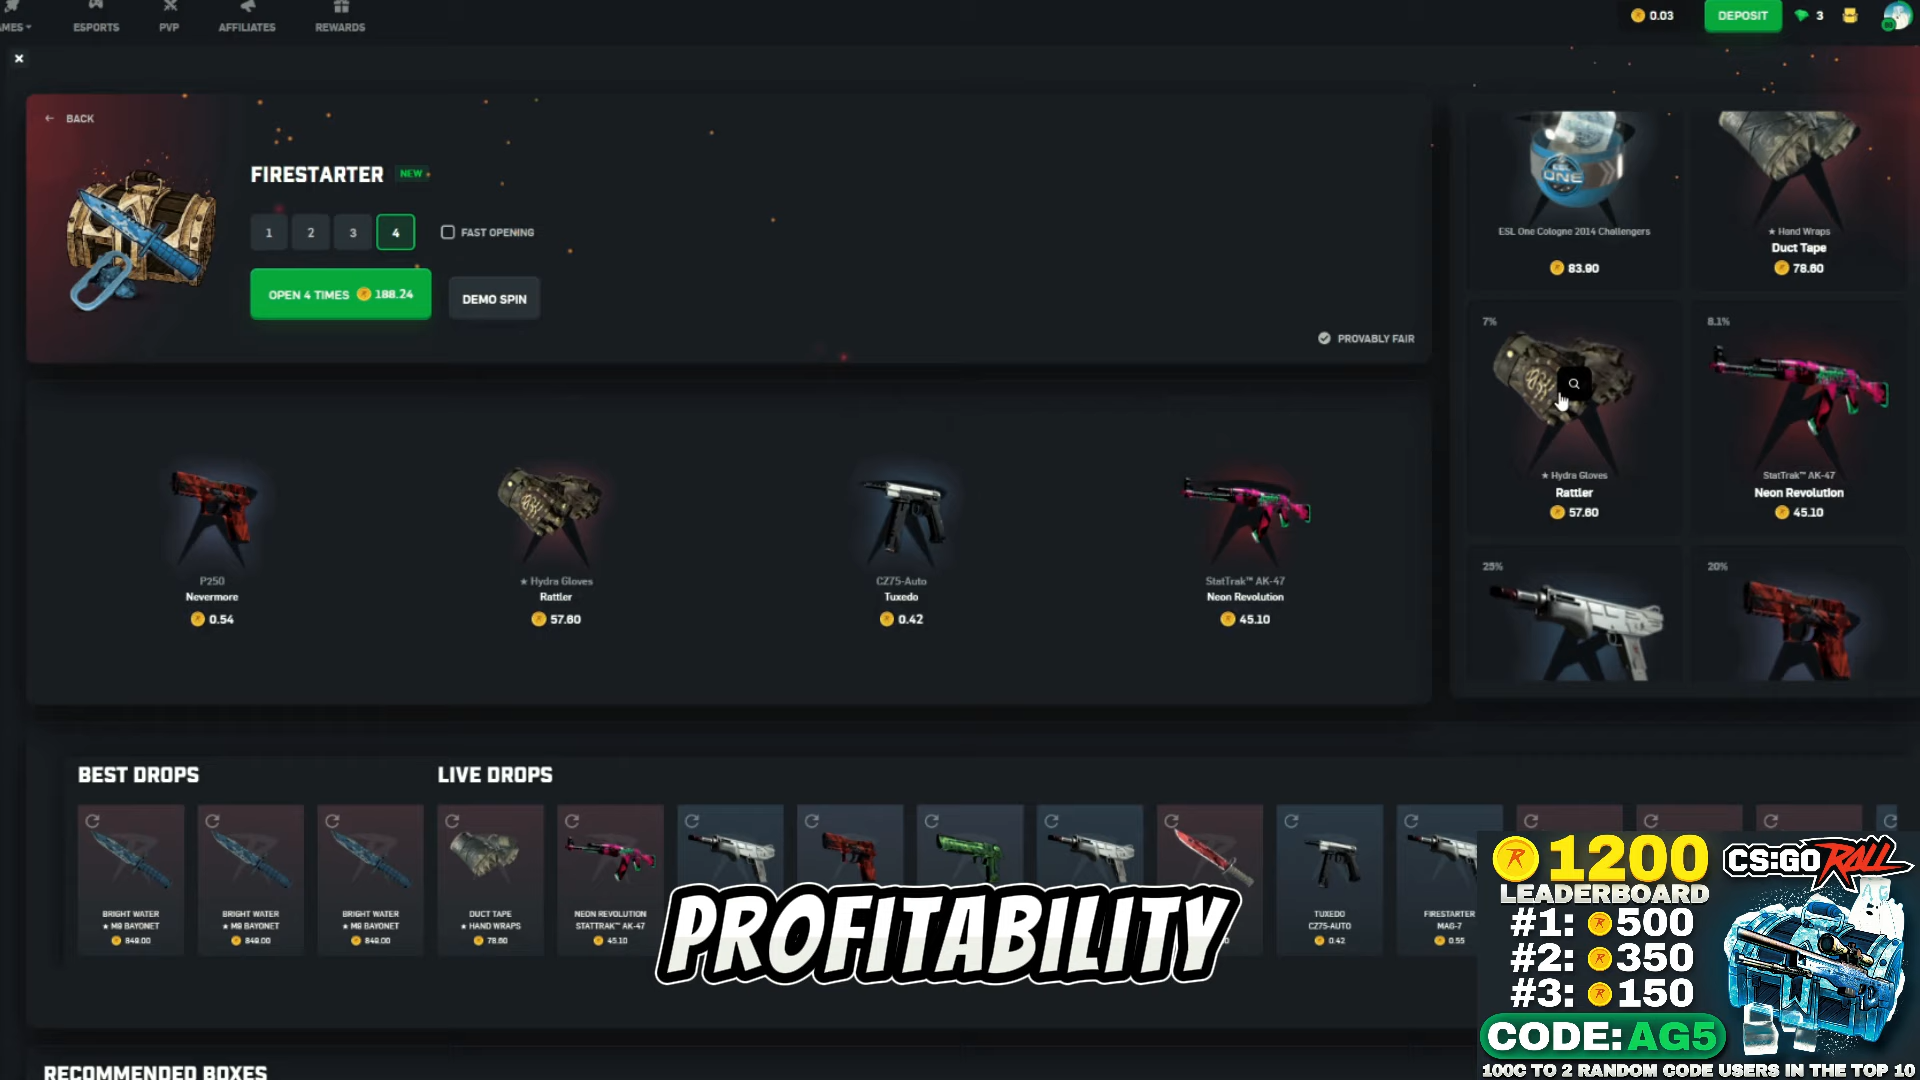 MES
ESPORTS
PVP
AFFILIATES
REWARDS
0.03
DEPOSIT
3
BACK
FIRESTARTER NEW
1 2 3 4
FAST OPENING
OPEN 4 TIMES 188.24
DEMO SPIN
PROVABLY FAIR
ESL One Cologne 2014 Challengers
83.90
★ Hand Wraps
Duct Tape
78.60
7%
★ Hydra Gloves
Rattler
57.60
8.1%
StatTrak™ AK-47
Neon Revolution
45.10
25%
20%
P250
Nevermore
0.54
★ Hydra Gloves
Rattler
57.60
CZ75-Auto
Tuxedo
0.42
StatTrak™ AK-47
Neon Revolution
45.10
BEST DROPS
LIVE DROPS
BRIGHT WATER
★ M9 BAYONET
849.00
BRIGHT WATER
★ M9 BAYONET
849.00
BRIGHT WATER
★ M9 BAYONET
849.00
DUCT TAPE
★ HAND WRAPS
78.60
NEON REVOLUTION
STATTRAK™ AK-47
45.10
TUXEDO
CZ75-AUTO
0.42
FIRESTARTER
MAG-7
0.55
PROFITABILITY
1200
LEADERBOARD
#1: 500
#2: 350
#3: 150
CODE:AG5
CS:GO ROLL
100C TO 2 RANDOM CODE USERS IN THE TOP 10
RECOMMENDED BOXES